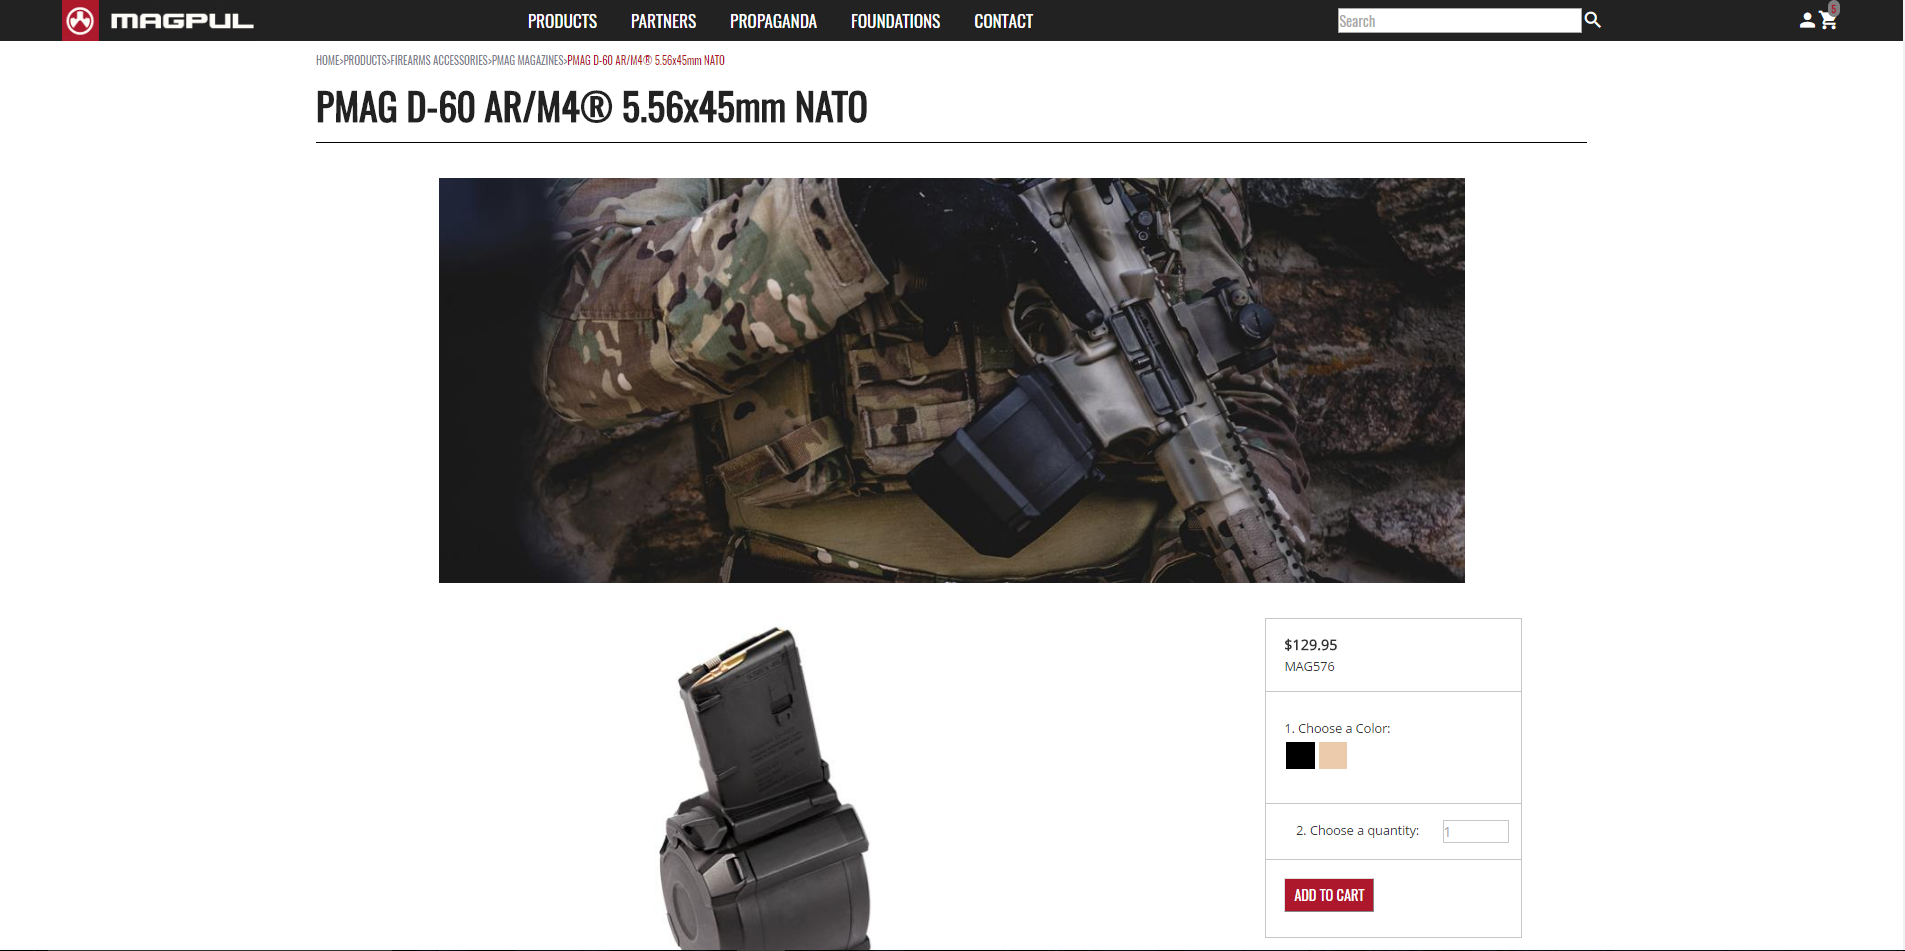 MAGPUL
PRODUCTS PARTNERS PROPAGANDA FOUNDATIONS CONTACT
Search
5
HOME>PRODUCTS>FIREARMS ACCESSORIES>PMAG MAGAZINES>PMAG D-60 AR/M4® 5.56x45mm NATO
PMAG D-60 AR/M4® 5.56x45mm NATO
$129.95
MAG576
1. Choose a Color:
2. Choose a quantity: 1
ADD TO CART